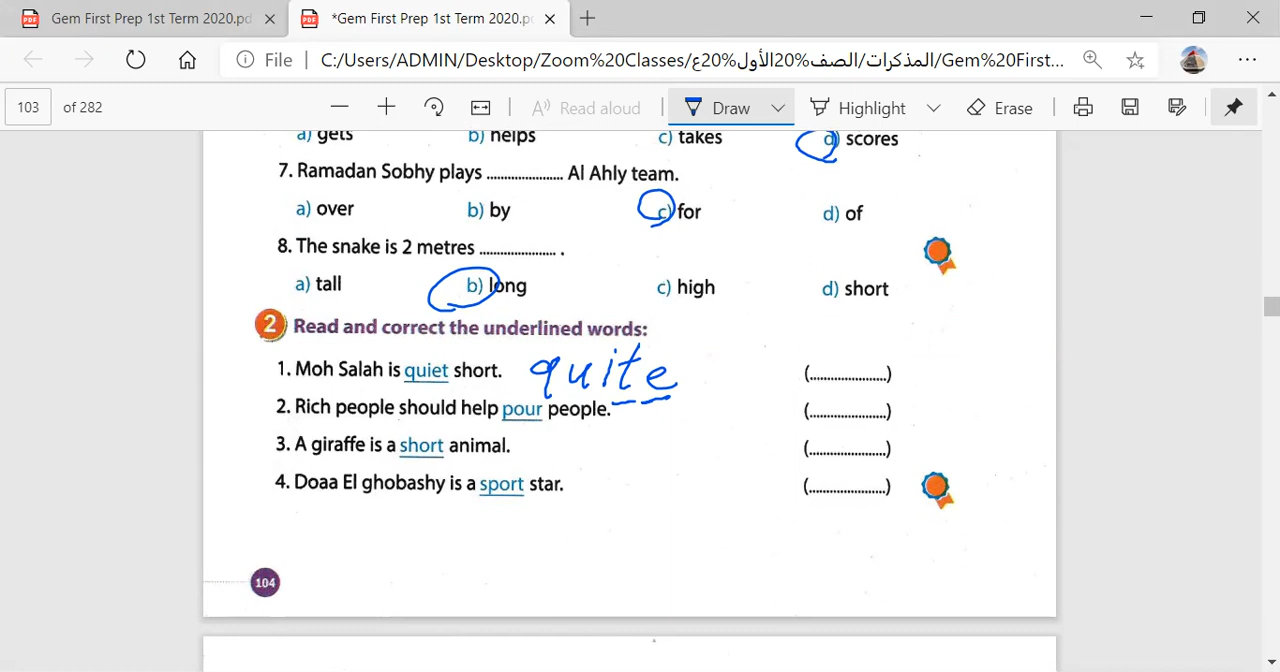 Gem First Prep 1st Term 2020.pd
*Gem First Prep 1st Term 2020.p
File C:/Users/ADMIN/Desktop/Zoom%20Classes/المذكرات/الصف%20الأول%20ع/Gem%20First...
103 of 282 Read aloud Draw Highlight Erase
a) gets b) helps c) takes d) scores
7. Ramadan Sobhy plays ..................... Al Ahly team.
a) over b) by c) for d) of
8. The snake is 2 metres ..................... .
a) tall b) long c) high d) short
2 Read and correct the underlined words:
1. Moh Salah is quiet short. quite (.....................)
2. Rich people should help pour people. (.....................)
3. A giraffe is a short animal. (.....................)
4. Doaa El ghobashy is a sport star. (.....................)
104